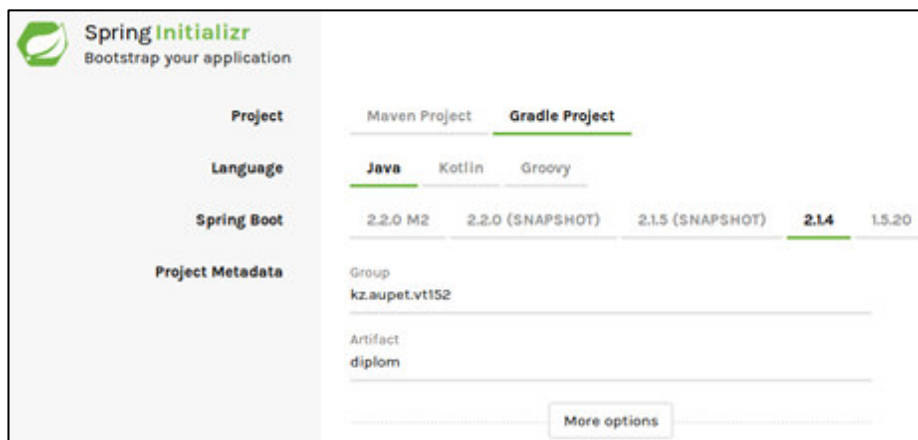 Spring Initializr
Bootstrap your application
Project Maven Project Gradle Project
Language Java Kotlin Groovy
Spring Boot 2.2.0 M2 2.2.0 (SNAPSHOT) 2.1.5 (SNAPSHOT) 2.1.4 1.5.20
Project Metadata Group
kz.aupet.vt152
Artifact
diplom
More options